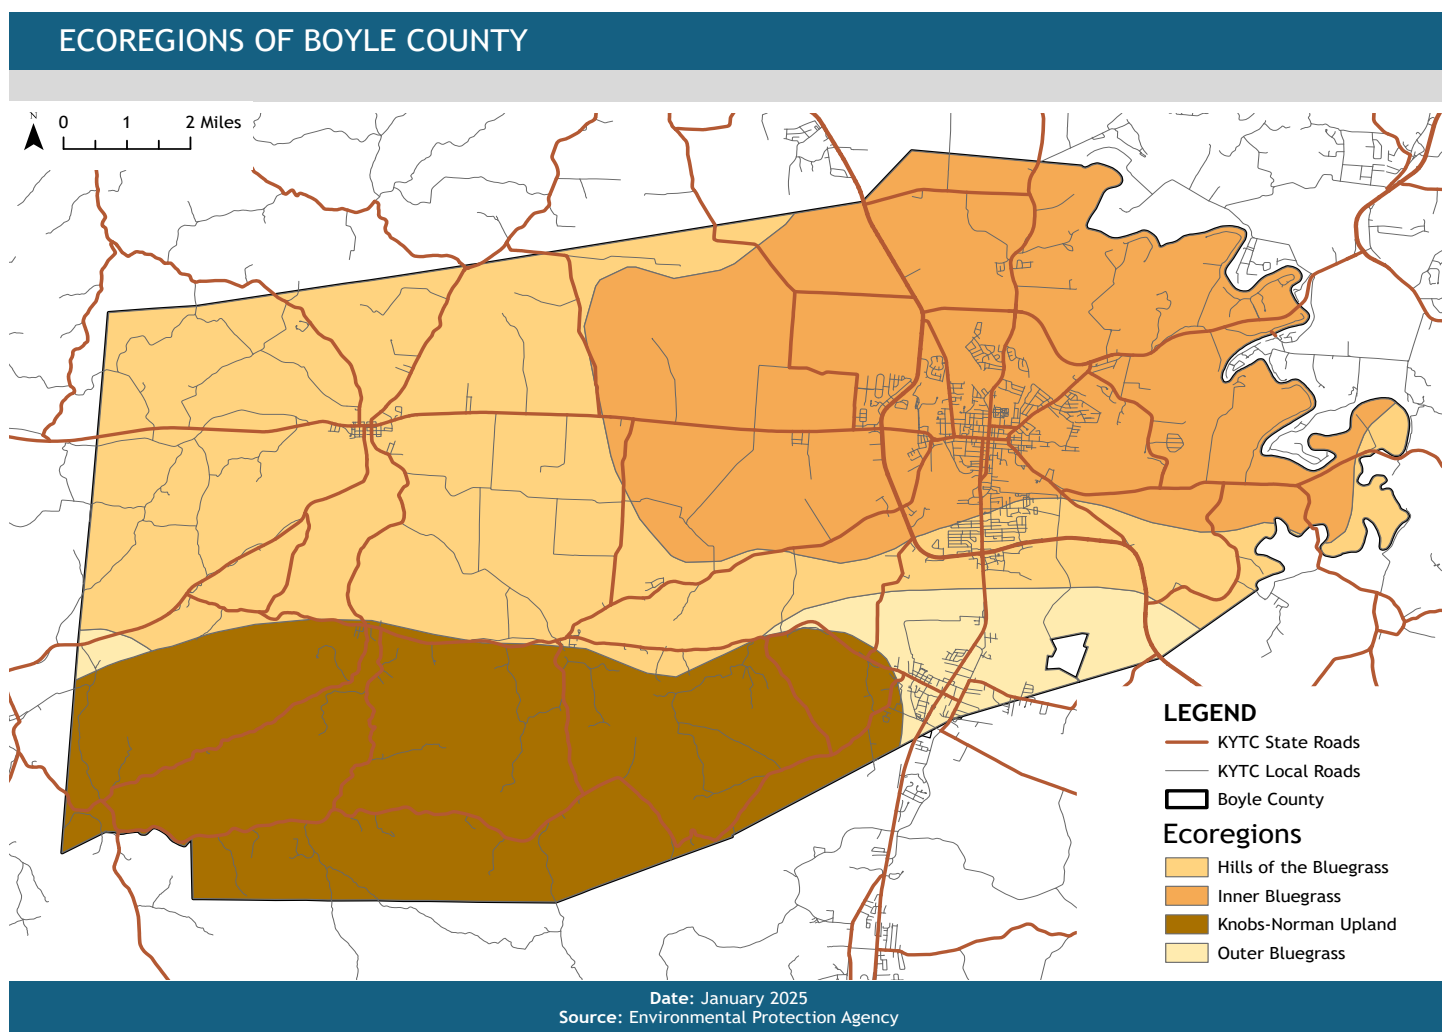 ECOREGIONS OF BOYLE COUNTY
N
0 1 2 Miles
LEGEND
KYTC State Roads
KYTC Local Roads
Boyle County
Ecoregions
Hills of the Bluegrass
Inner Bluegrass
Knobs-Norman Upland
Outer Bluegrass
Date: January 2025
Source: Environmental Protection Agency